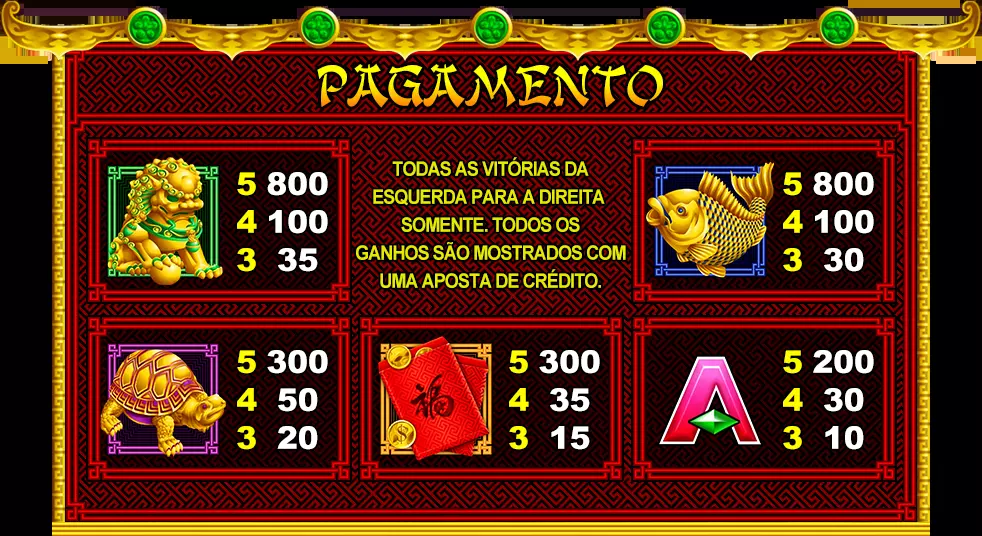 PAGAMENTO
5 800
4 100
3 35
TODAS AS VITÓRIAS DA
ESQUERDA PARA A DIREITA
SOMENTE. TODOS OS
GANHOS SÃO MOSTRADOS COM
UMA APOSTA DE CRÉDITO.
5 800
4 100
3 30
5 300
4 50
3 20
福
$
5 300
4 35
3 15
A
5 200
4 30
3 10